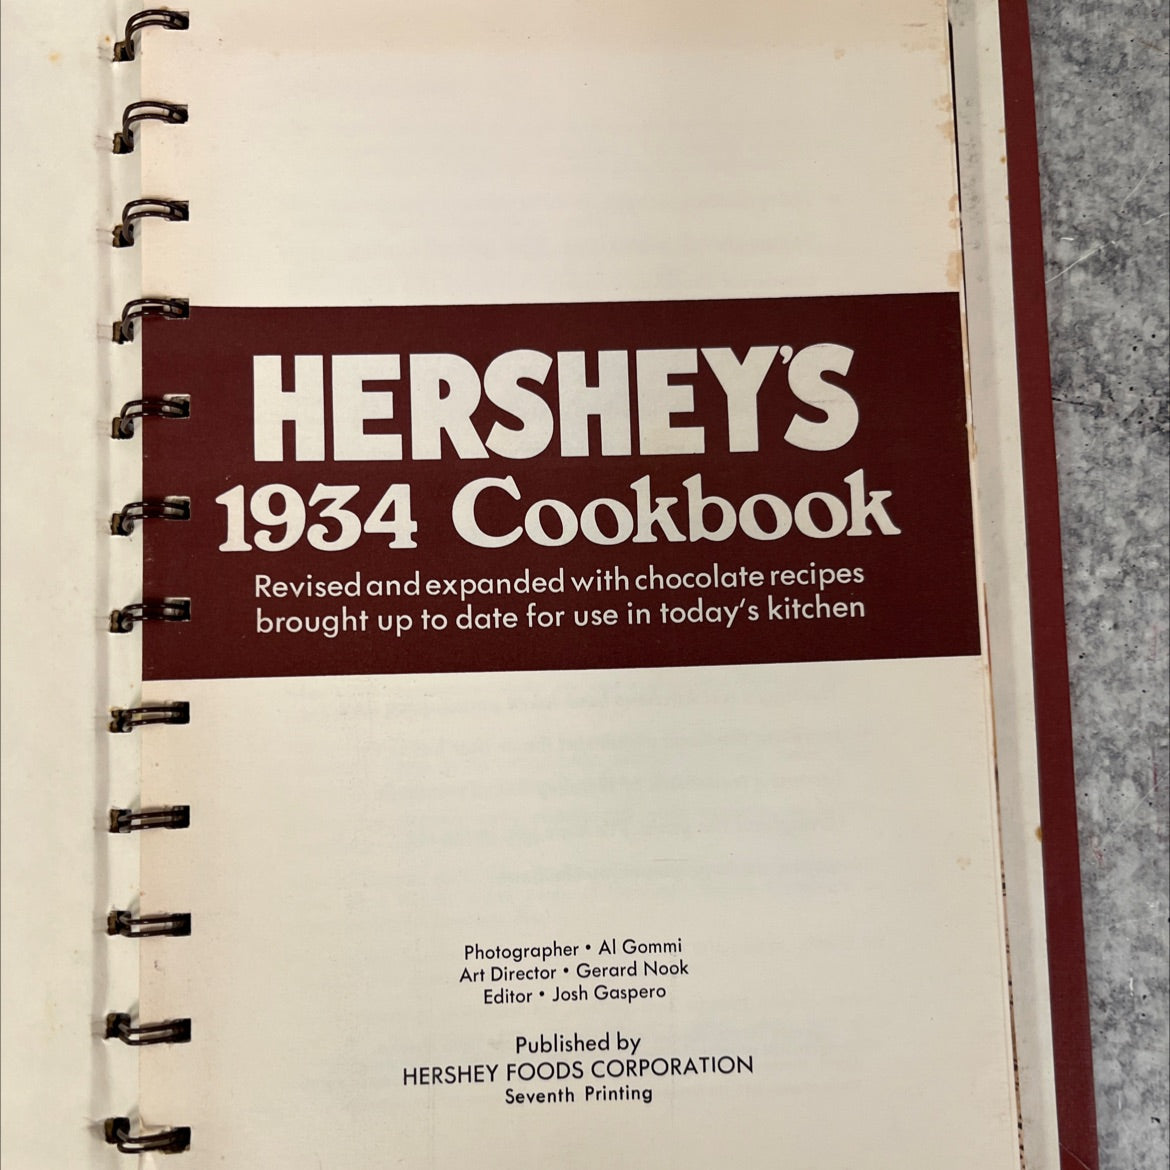 HERSHEY'S
1934 Cookbook
Revised and expanded with chocolate recipes
brought up to date for use in today's kitchen
Photographer • Al Gommi
Art Director • Gerard Nook
Editor • Josh Gaspero
Published by
HERSHEY FOODS CORPORATION
Seventh Printing